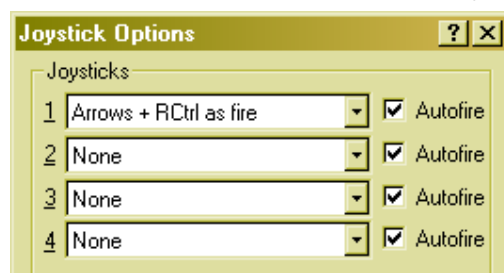 Joystick Options ? ×
Joysticks
1 Arrows + RCtrl as fire Autofire
2 None Autofire
3 None Autofire
4 None Autofire